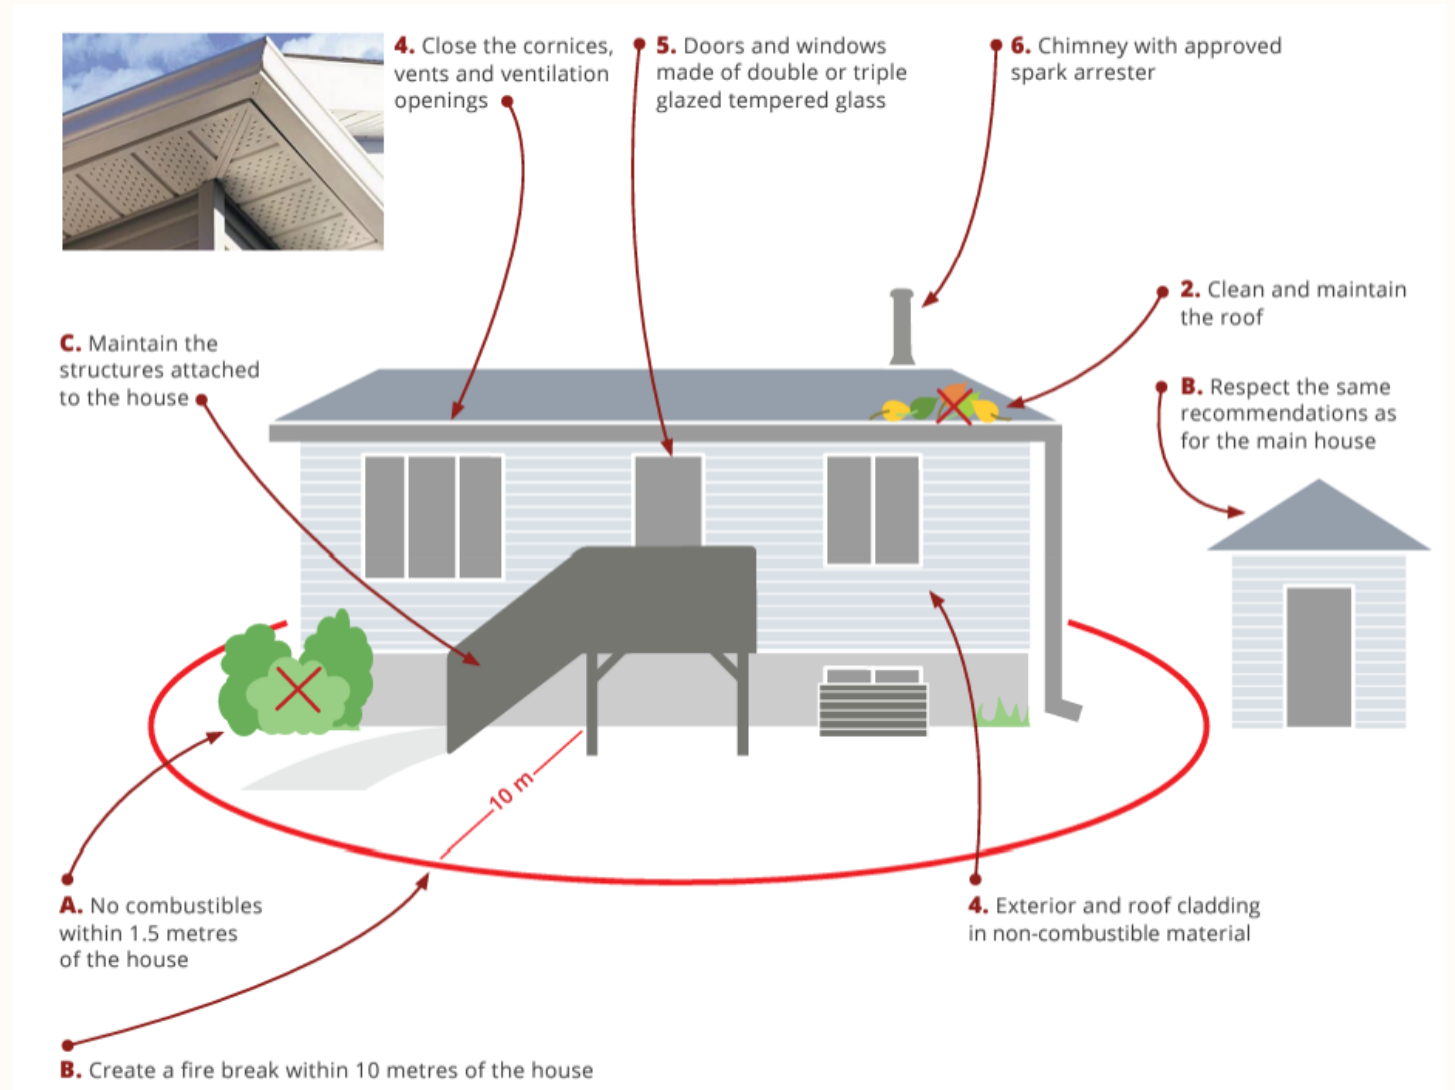 4. Close the cornices,
vents and ventilation
openings
5. Doors and windows
made of double or triple
glazed tempered glass
6. Chimney with approved
spark arrester
2. Clean and maintain
the roof
C. Maintain the
structures attached
to the house
B. Respect the same
recommendations as
for the main house
10 m
A. No combustibles
within 1.5 metres
of the house
4. Exterior and roof cladding
in non-combustible material
B. Create a fire break within 10 metres of the house